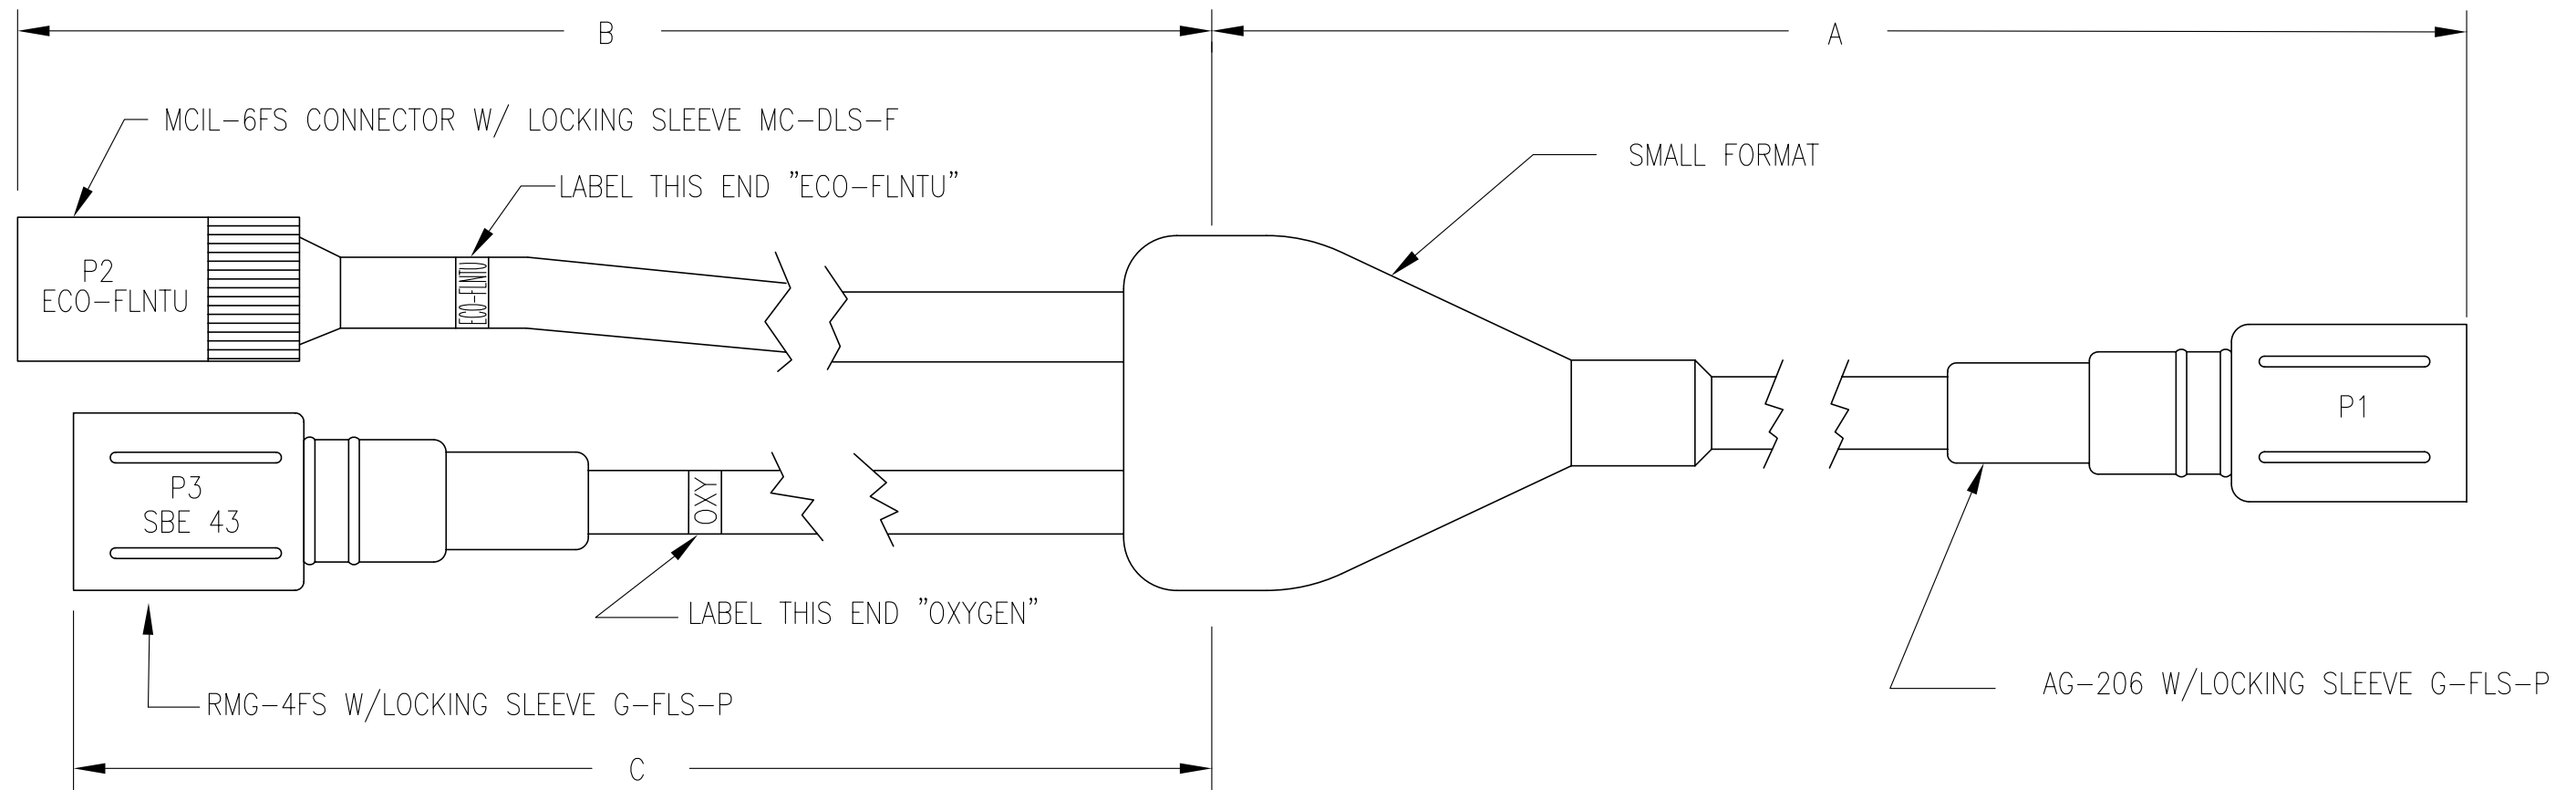 B
A
MCIL-6FS CONNECTOR W/ LOCKING SLEEVE MC-DLS-F
SMALL FORMAT
LABEL THIS END "ECO-FLNTU"
P2
ECO-FLNTU
ECO-FLNTU
P1
P3
SBE 43
OXY
LABEL THIS END "OXYGEN"
AG-206 W/LOCKING SLEEVE G-FLS-P
RMG-4FS W/LOCKING SLEEVE G-FLS-P
C